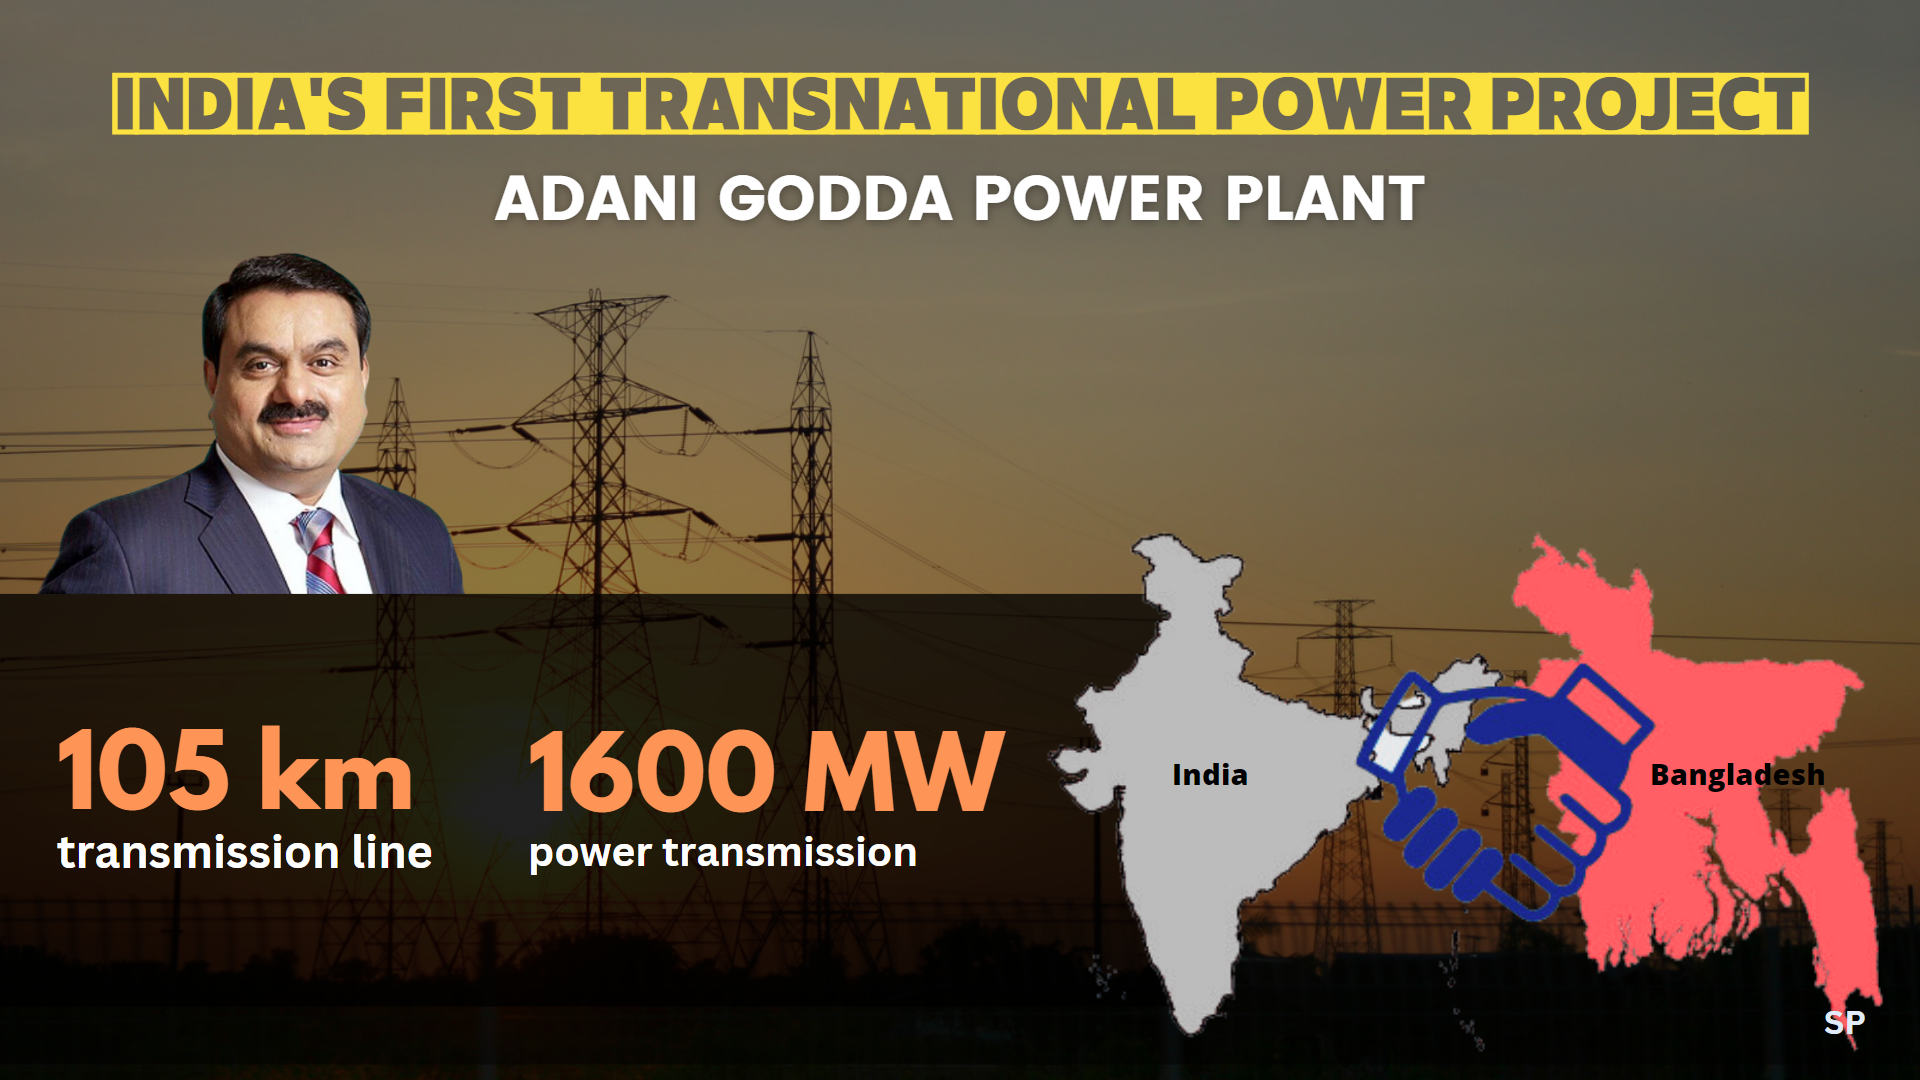 INDIA'S FIRST TRANSNATIONAL POWER PROJECT
ADANI GODDA POWER PLANT
105 km
transmission line
1600 MW
power transmission
India
Bangladesh
SP